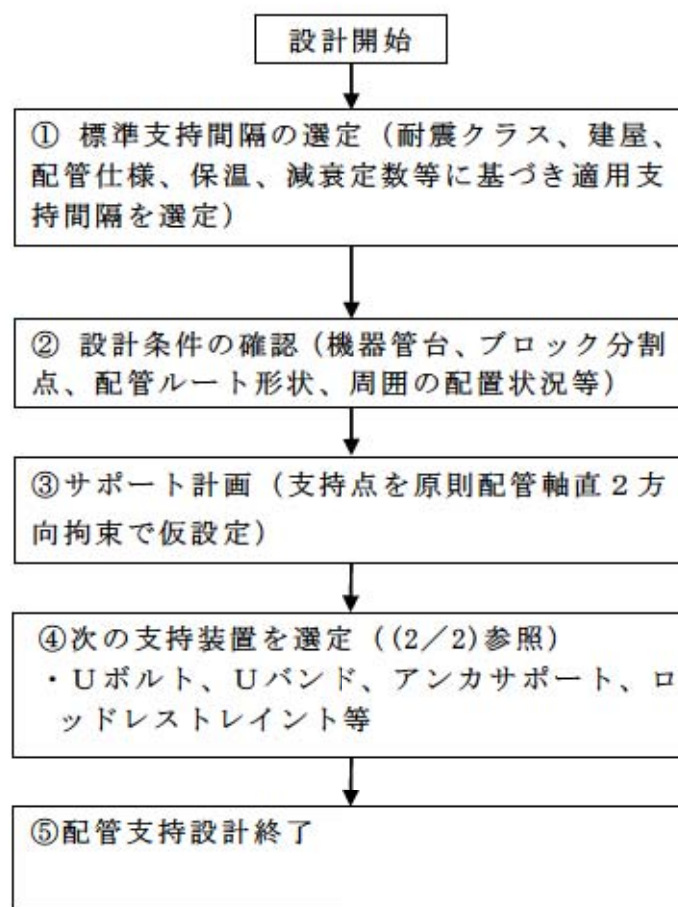 設計開始
① 標準支持間隔の選定（耐震クラス、建屋、
配管仕様、保温、減衰定数等に基づき適用支
持間隔を選定）
② 設計条件の確認（機器管台、ブロック分割
点、配管ルート形状、周囲の配置状況等）
③サポート計画（支持点を原則配管軸直２方
向拘束で仮設定）
④次の支持装置を選定（(2／2)参照）
・Ｕボルト、Ｕバンド、アンカサポート、ロ
ッドレストレイント等
⑤配管支持設計終了